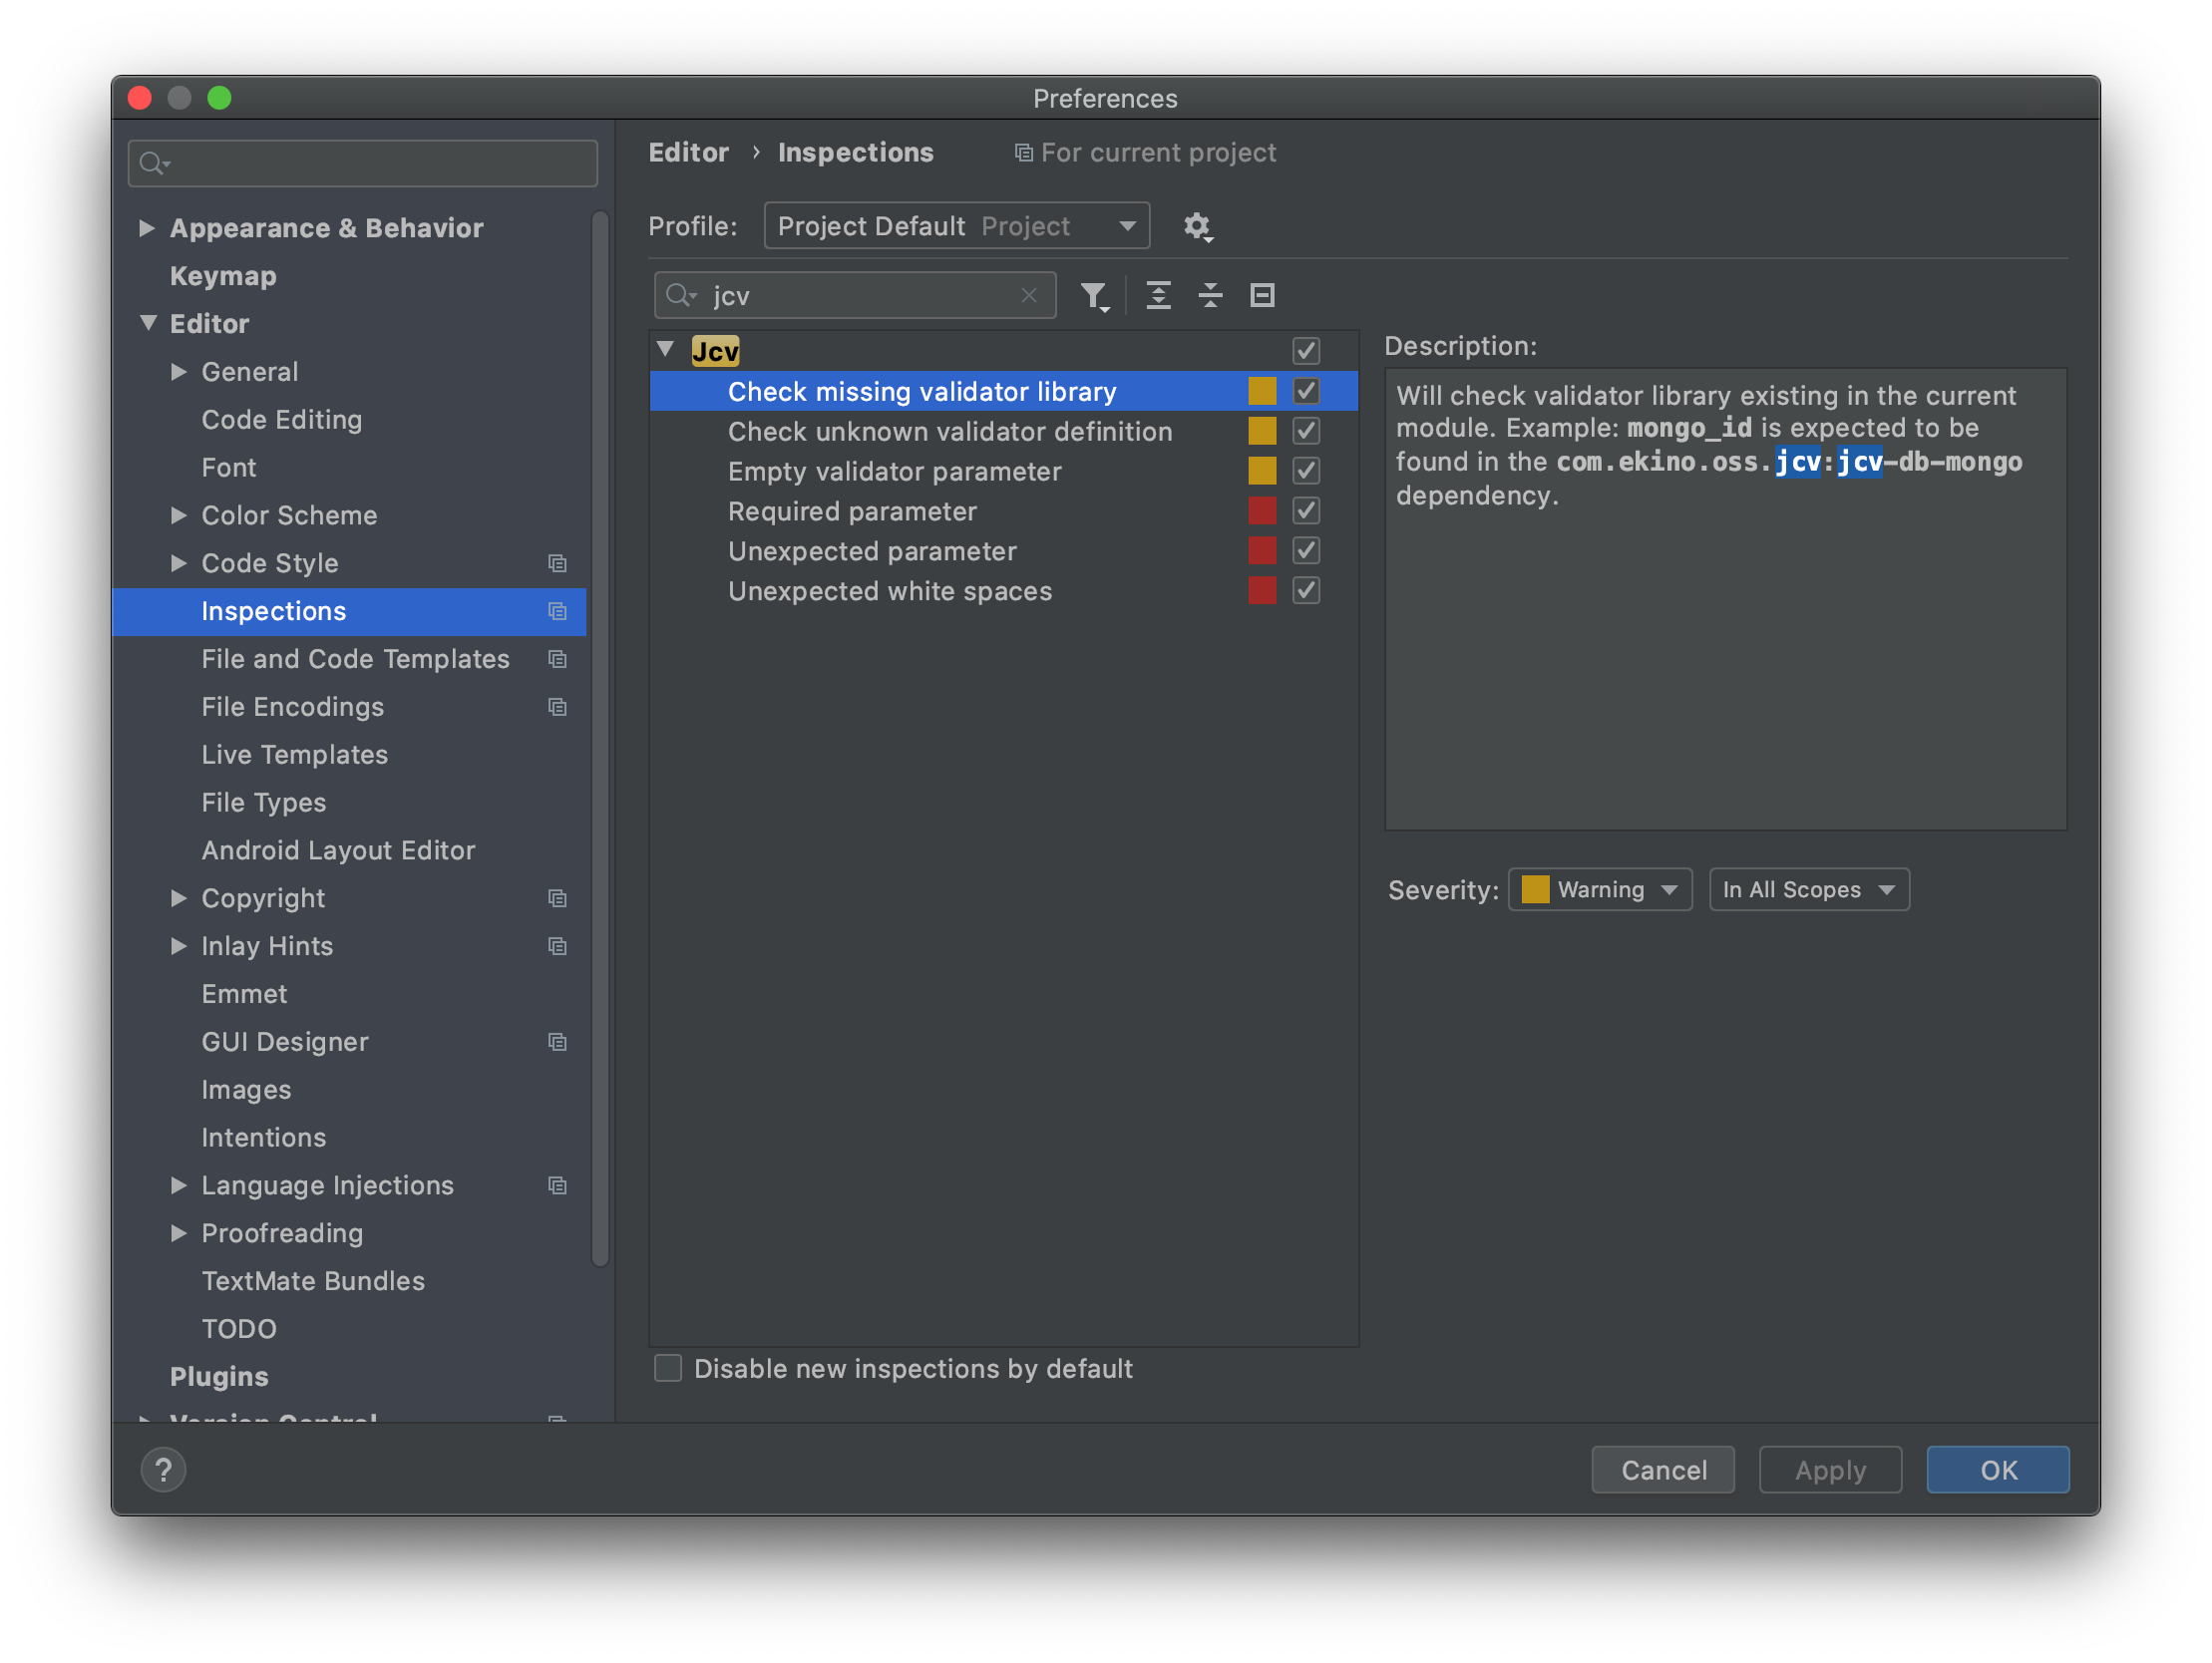 Preferences
Appearance & Behavior
Keymap
Editor
General
Code Editing
Font
Color Scheme
Code Style
Inspections
File and Code Templates
File Encodings
Live Templates
File Types
Android Layout Editor
Copyright
Inlay Hints
Emmet
GUI Designer
Images
Intentions
Language Injections
Proofreading
TextMate Bundles
TODO
Plugins
Version Control
Editor › Inspections
For current project
Profile: Project Default Project
jcv
Jcv
Check missing validator library
Check unknown validator definition
Empty validator parameter
Required parameter
Unexpected parameter
Unexpected white spaces
Disable new inspections by default
Description:
Will check validator library existing in the current
module. Example: mongo_id is expected to be
found in the com.ekino.oss.jcv:jcv-db-mongo
dependency.
Severity: Warning In All Scopes
?
Cancel
Apply
OK